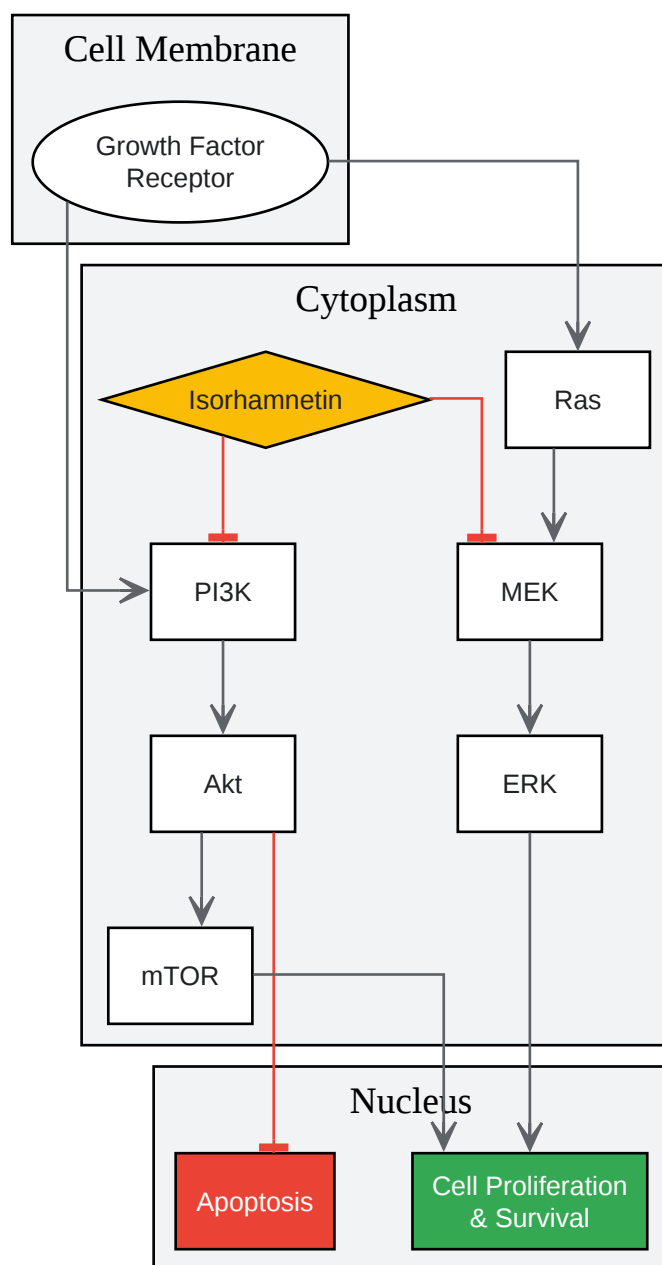 Cell Membrane
Growth Factor
Receptor
Cytoplasm
Isorhamnetin
Ras
PI3K
MEK
Akt
ERK
mTOR
Nucleus
Apoptosis
Cell Proliferation
& Survival